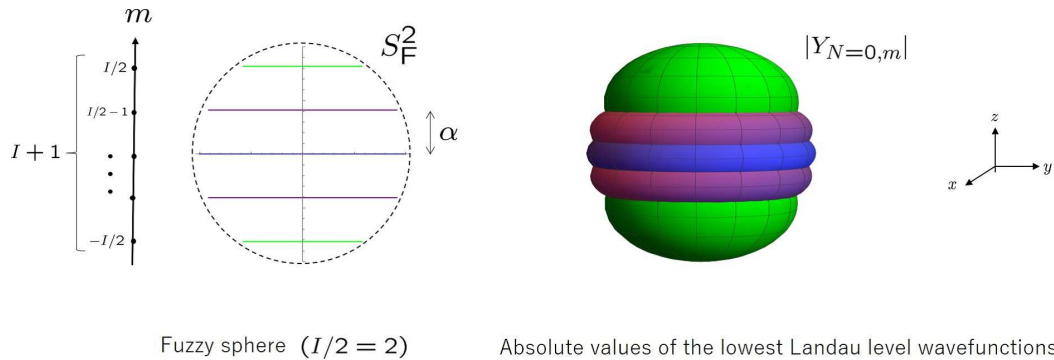 m
I/2
I/2 − 1
I + 1
−I/2
S²_F
α
|Y_{N=0,m}|
z
x
y
Fuzzy sphere (I/2 = 2)
Absolute values of the lowest Landau level wavefunctions